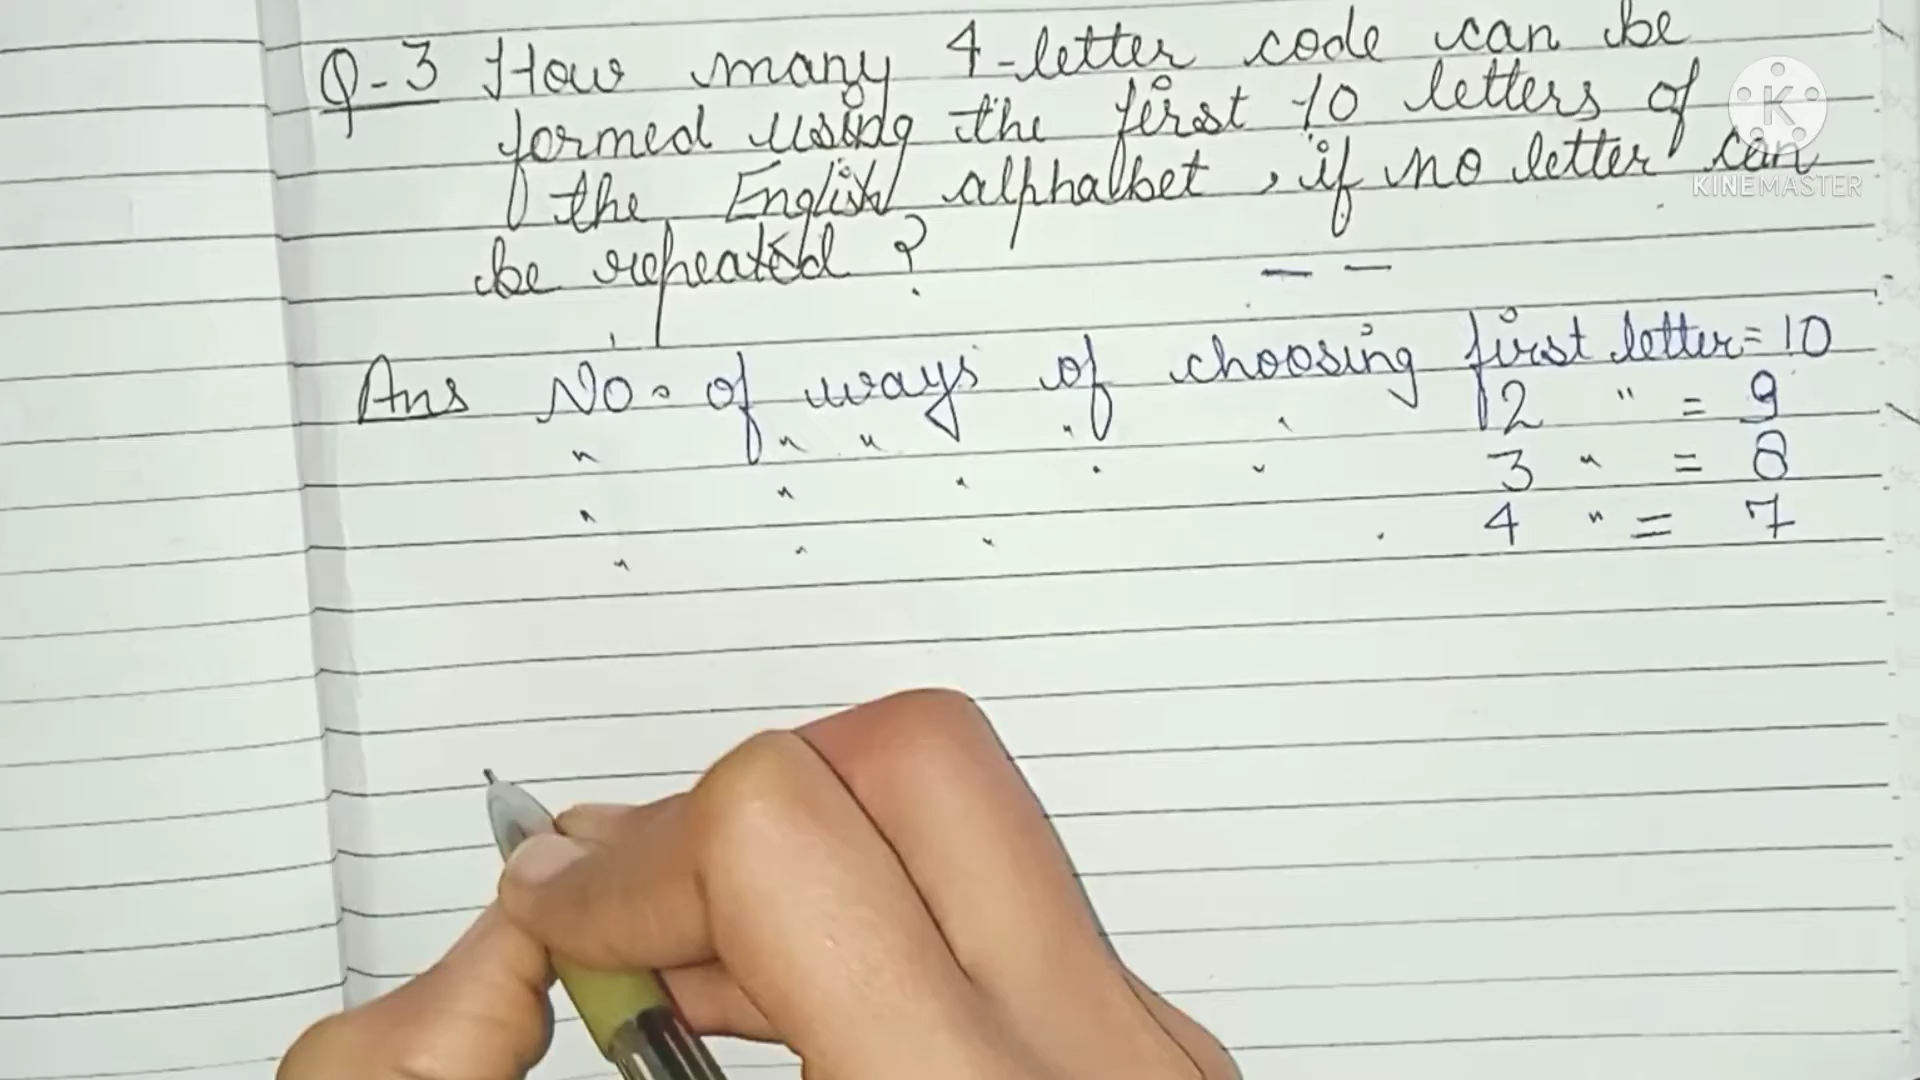 Q-3 How many 4-letter code can be
formed using the first 10 letters of
the English alphabet, if no letter can
be repeated?
Ans No. of ways of choosing first letter = 10
" " " " " 2 " = 9
" " " " " 3 " = 8
" " " " 4 " = 7
K
KINEMASTER